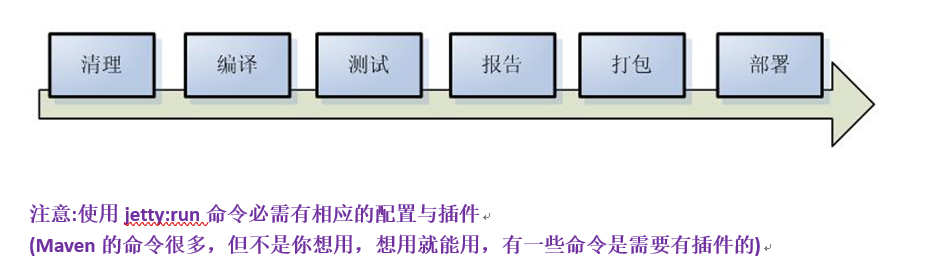 清理 编译 测试 报告 打包 部署
注意:使用 jetty:run 命令必需有相应的配置与插件
(Maven 的命令很多，但不是你想用，想用就能用，有一些命令是需要有插件的)